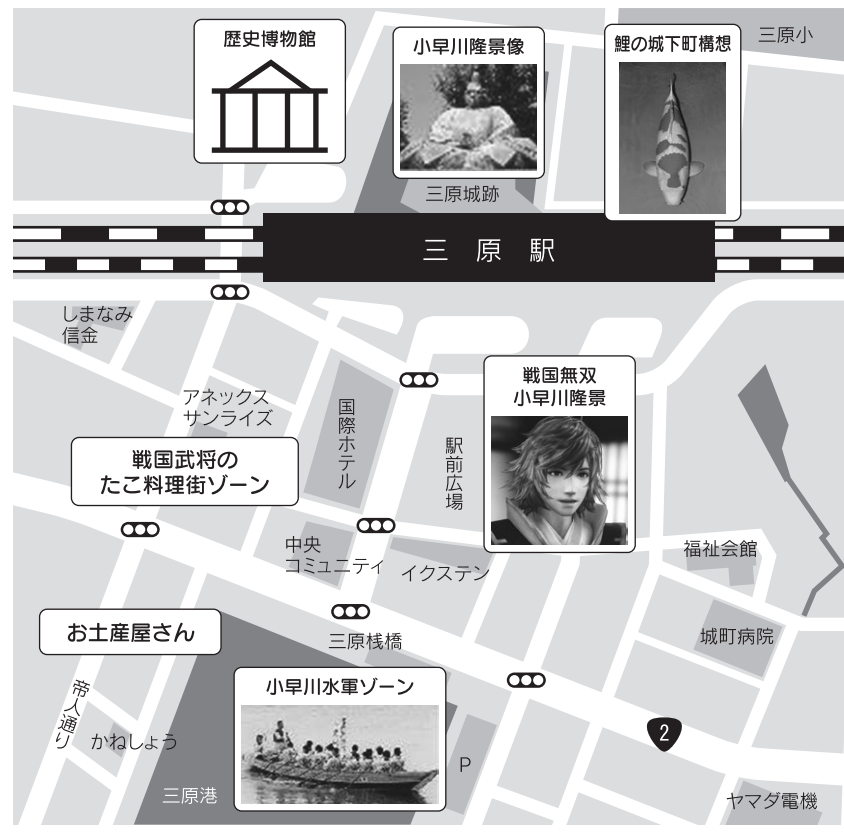 歴史博物館
小早川隆景像
鯉の城下町構想
三原小
三原城跡
三原駅
しまなみ
信金
アネックス
サンライズ
国際ホテル
駅前広場
戦国無双
小早川隆景
戦国武将の
たこ料理街ゾーン
中央
コミュニティ
イクステン
福祉会館
お土産屋さん
三原桟橋
城町病院
小早川水軍ゾーン
帝人通り
かねしょう
三原港
P
2
ヤマダ電機